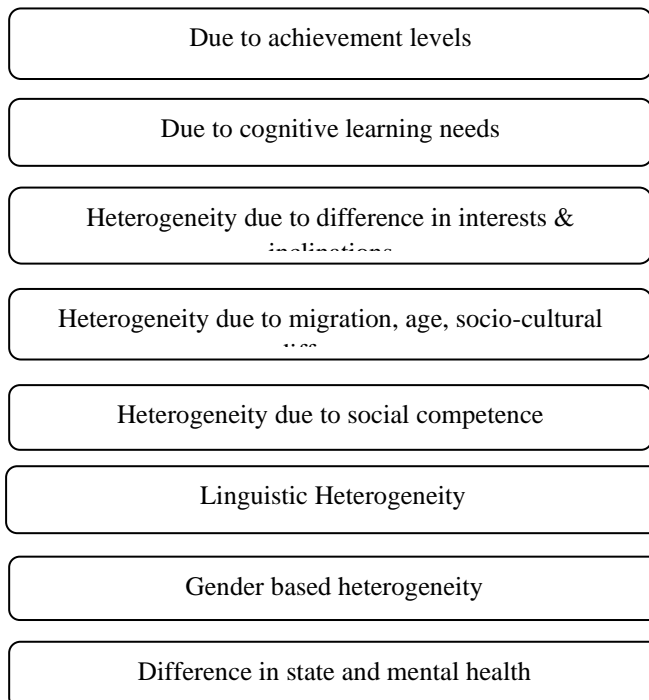 Due to achievement levels
Due to cognitive learning needs
Heterogeneity due to difference in interests &
inclinations
Heterogeneity due to migration, age, socio-cultural
Heterogeneity due to social competence
Linguistic Heterogeneity
Gender based heterogeneity
Difference in state and mental health